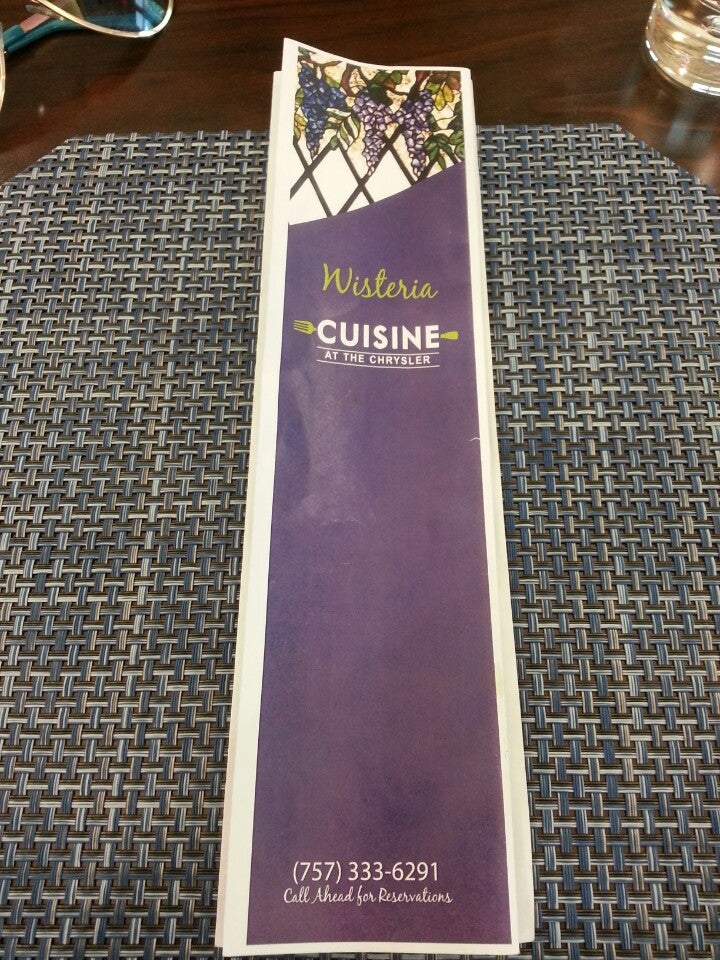 Wisteria
CUISINE
AT THE CHRYSLER
(757) 333-6291
Call Ahead for Reservations